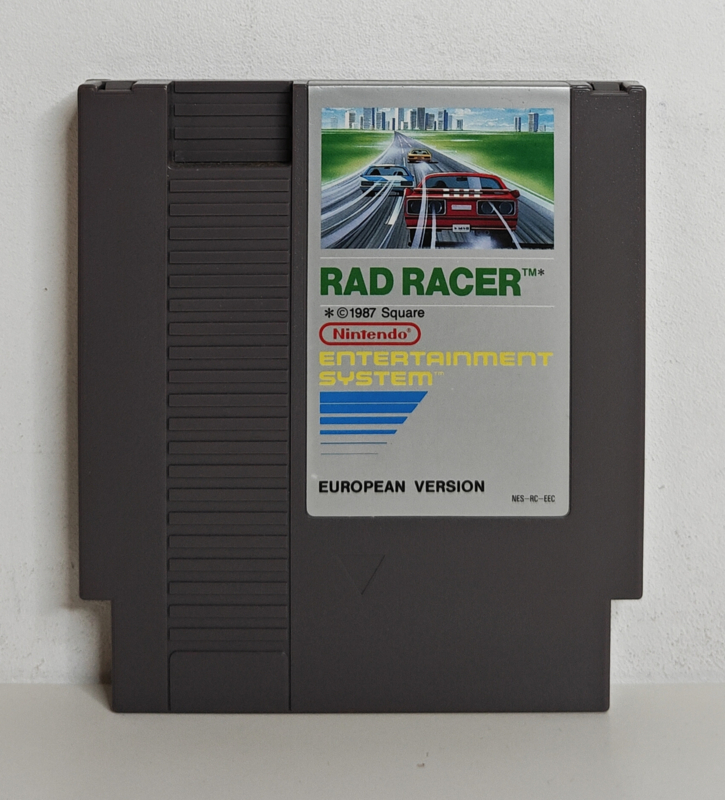 RAD RACER™*
*©1987 Square
Nintendo®
ENTERTAINMENT
SYSTEM™
EUROPEAN VERSION
NES-RC-EEC